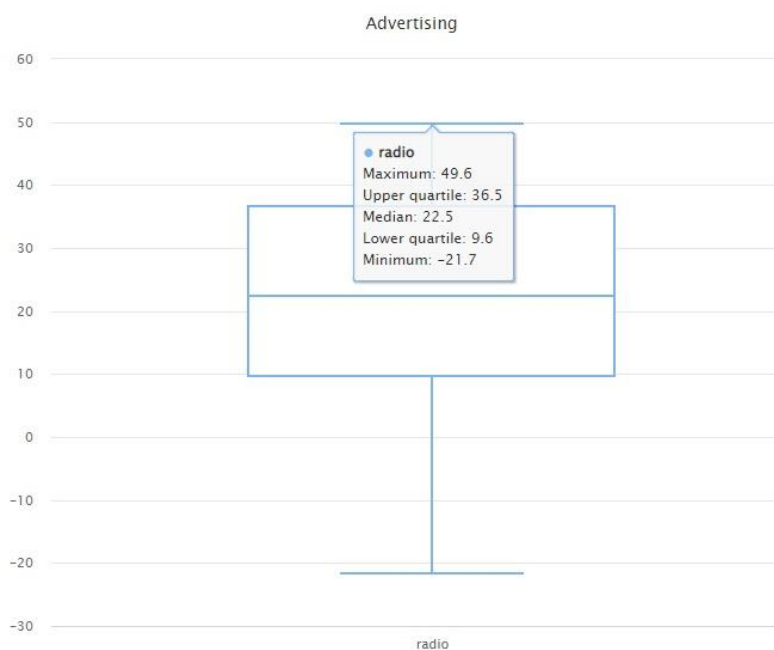 Advertising
60
50
40
30
20
10
0
-10
-20
-30
radio
Maximum: 49.6
Upper quartile: 36.5
Median: 22.5
Lower quartile: 9.6
Minimum: -21.7
radio